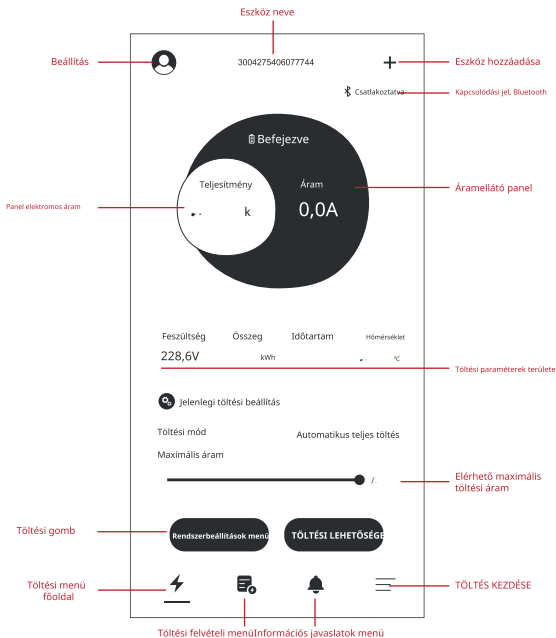 Eszköz neve
Beállítás
3004275406077744
Eszköz hozzáadása
Csatlakoztatva
Kapcsolódási jel, Bluetooth
Befejezve
Teljesítmény
Áram
Áramellátó panel
Panel elektromos áram
k
0,0A
Feszültség Összeg Időtartam Hőmérséklet
228,6V kWh °C
Töltési paraméterek területe
Jelenlegi töltési beállítás
Töltési mód
Automatikus teljes töltés
Maximális áram
Elérhető maximális
töltési áram
Töltési gomb
Rendszerbeállítások menü
TÖLTÉSI LEHETŐSÉGE
Töltési menü
főoldal
TÖLTÉS KEZDÉSE
Töltési felvételi menü
Információs javaslatok menü